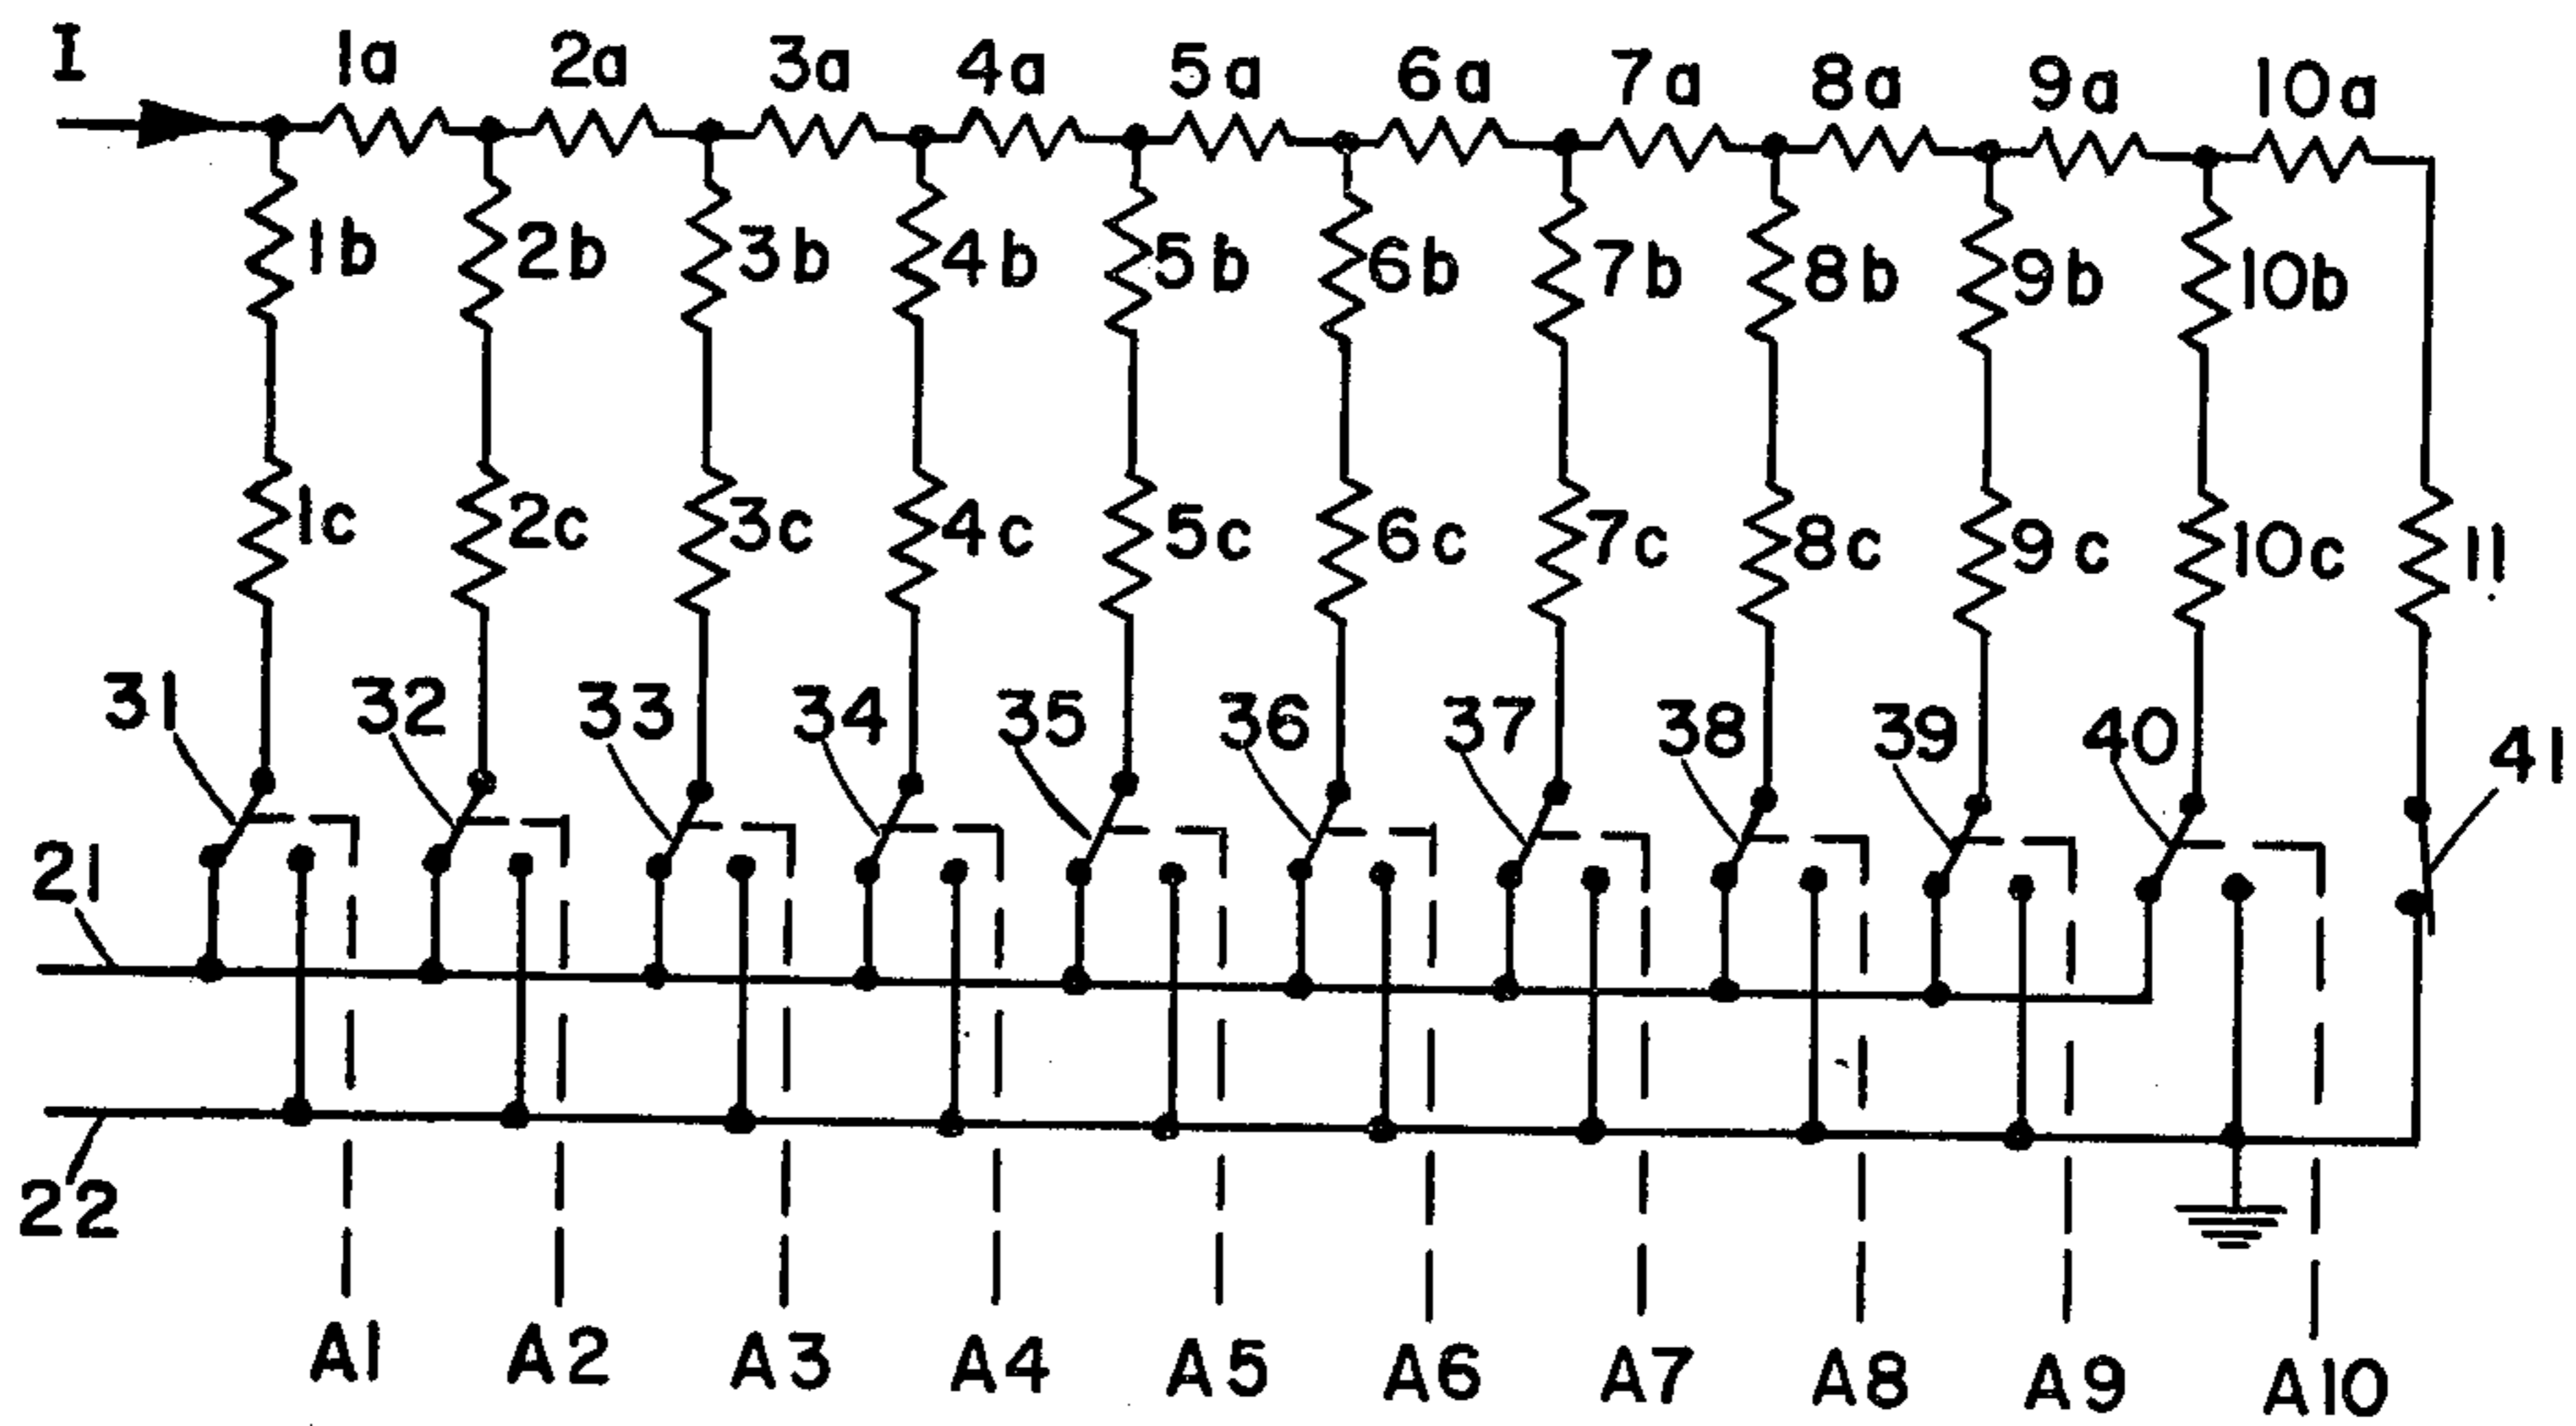 I 1a 2a 3a 4a 5a 6a 7a 8a 9a 10a
1b 2b 3b 4b 5b 6b 7b 8b 9b 10b
1c 2c 3c 4c 5c 6c 7c 8c 9c 10c 11
31 32 33 34 35 36 37 38 39 40 41
21
22
A1 A2 A3 A4 A5 A6 A7 A8 A9 A10